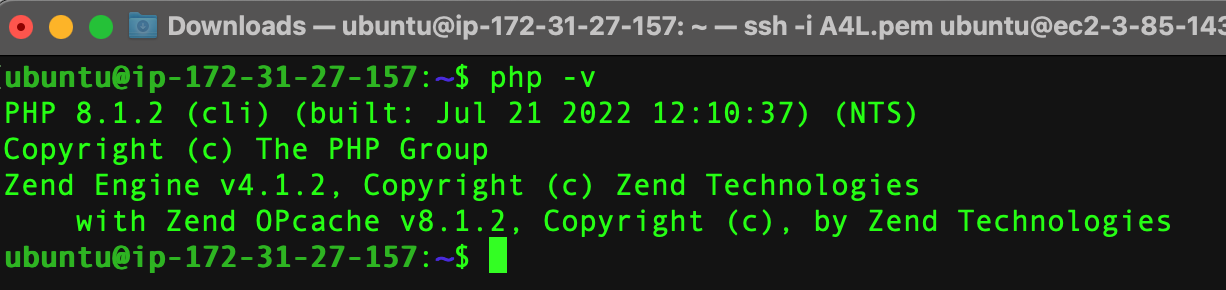 Downloads — ubuntu@ip-172-31-27-157: ~ — ssh -i A4L.pem ubuntu@ec2-3-85-143
ubuntu@ip-172-31-27-157:~$ php -v
PHP 8.1.2 (cli) (built: Jul 21 2022 12:10:37) (NTS)
Copyright (c) The PHP Group
Zend Engine v4.1.2, Copyright (c) Zend Technologies
    with Zend OPcache v8.1.2, Copyright (c), by Zend Technologies
ubuntu@ip-172-31-27-157:~$